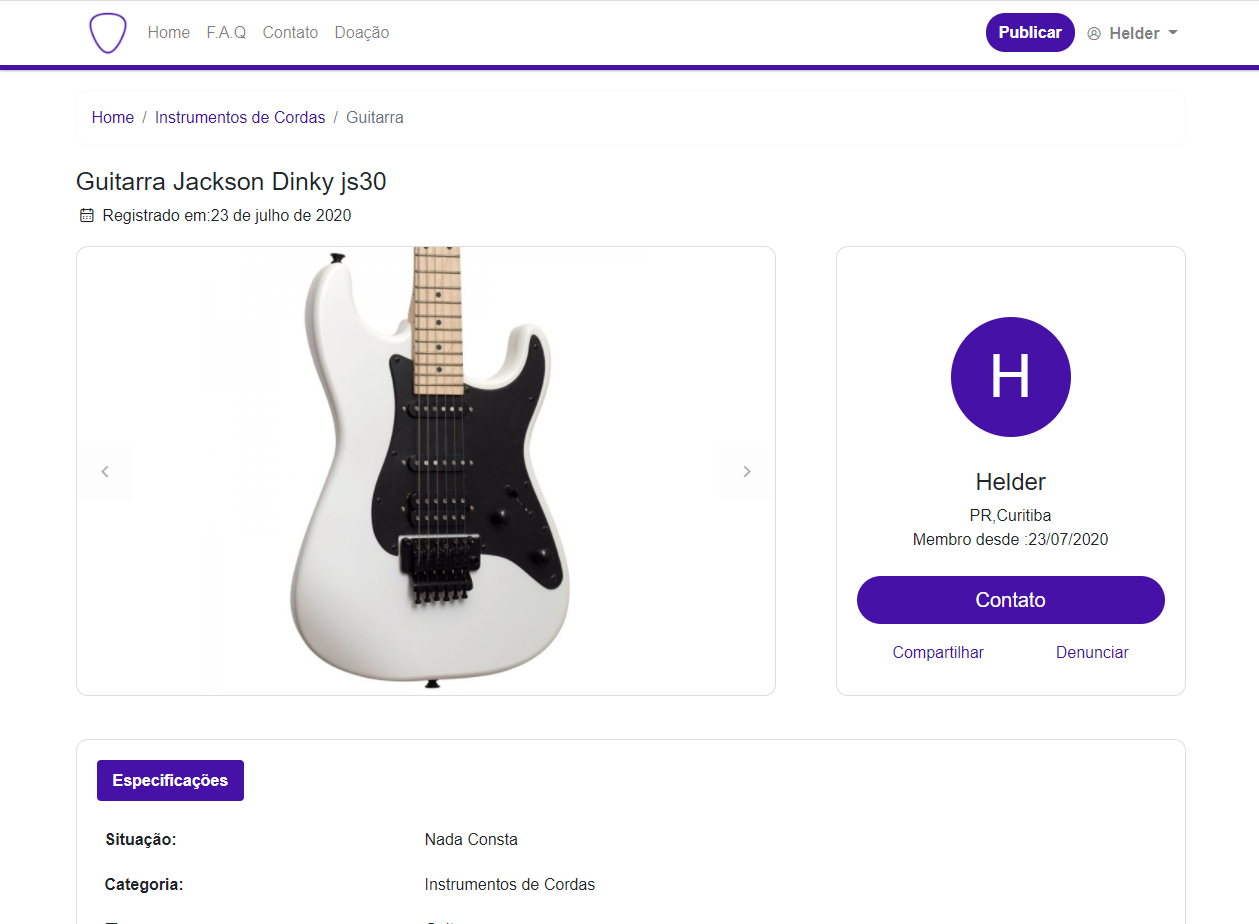 Home F.A.Q Contato Doação Publicar Helder
Home / Instrumentos de Cordas / Guitarra
Guitarra Jackson Dinky js30
Registrado em:23 de julho de 2020
H
Helder
PR,Curitiba
Membro desde :23/07/2020
Contato
Compartilhar Denunciar
Especificações
Situação: Nada Consta
Categoria: Instrumentos de Cordas